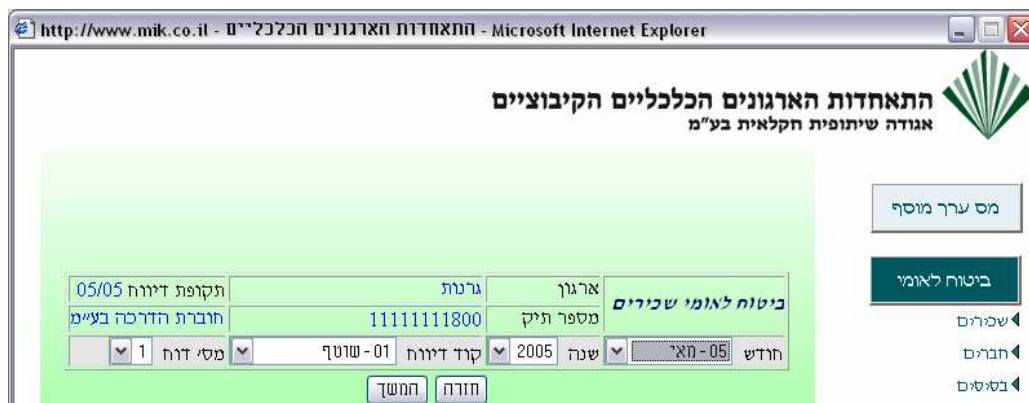 http://www.mik.co.il - התאחדות הארגונים הכלכליים - Microsoft Internet Explorer
התאחדות הארגונים הכלכליים הקיבוציים
אגודה שיתופית חקלאית בע"מ
מס ערך מוסף
ביטוח לאומי
שכירים
חברים
בסיסים
ביטוח לאומי שכירים
ארגון גרנות תקופת דיווח 05/05
מספר תיק 11111111800 חוברת הדרכה בע"מ
חודש 05 - מאי שנה 2005 קוד דיווח 01 - שוטף מס' דוח 1
חזרה המשך